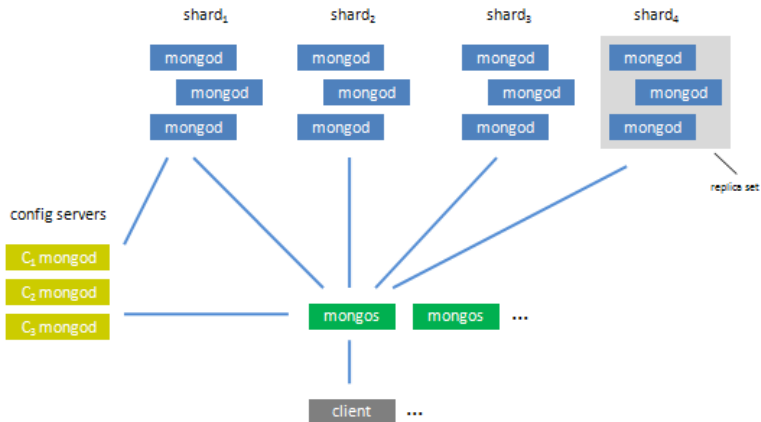 shard₁ shard₂ shard₃ shard₄
mongod mongod mongod mongod
mongod mongod mongod mongod
mongod mongod mongod mongod
replica set
config servers
C₁ mongod
C₂ mongod
C₃ mongod
mongos mongos ...
client ...